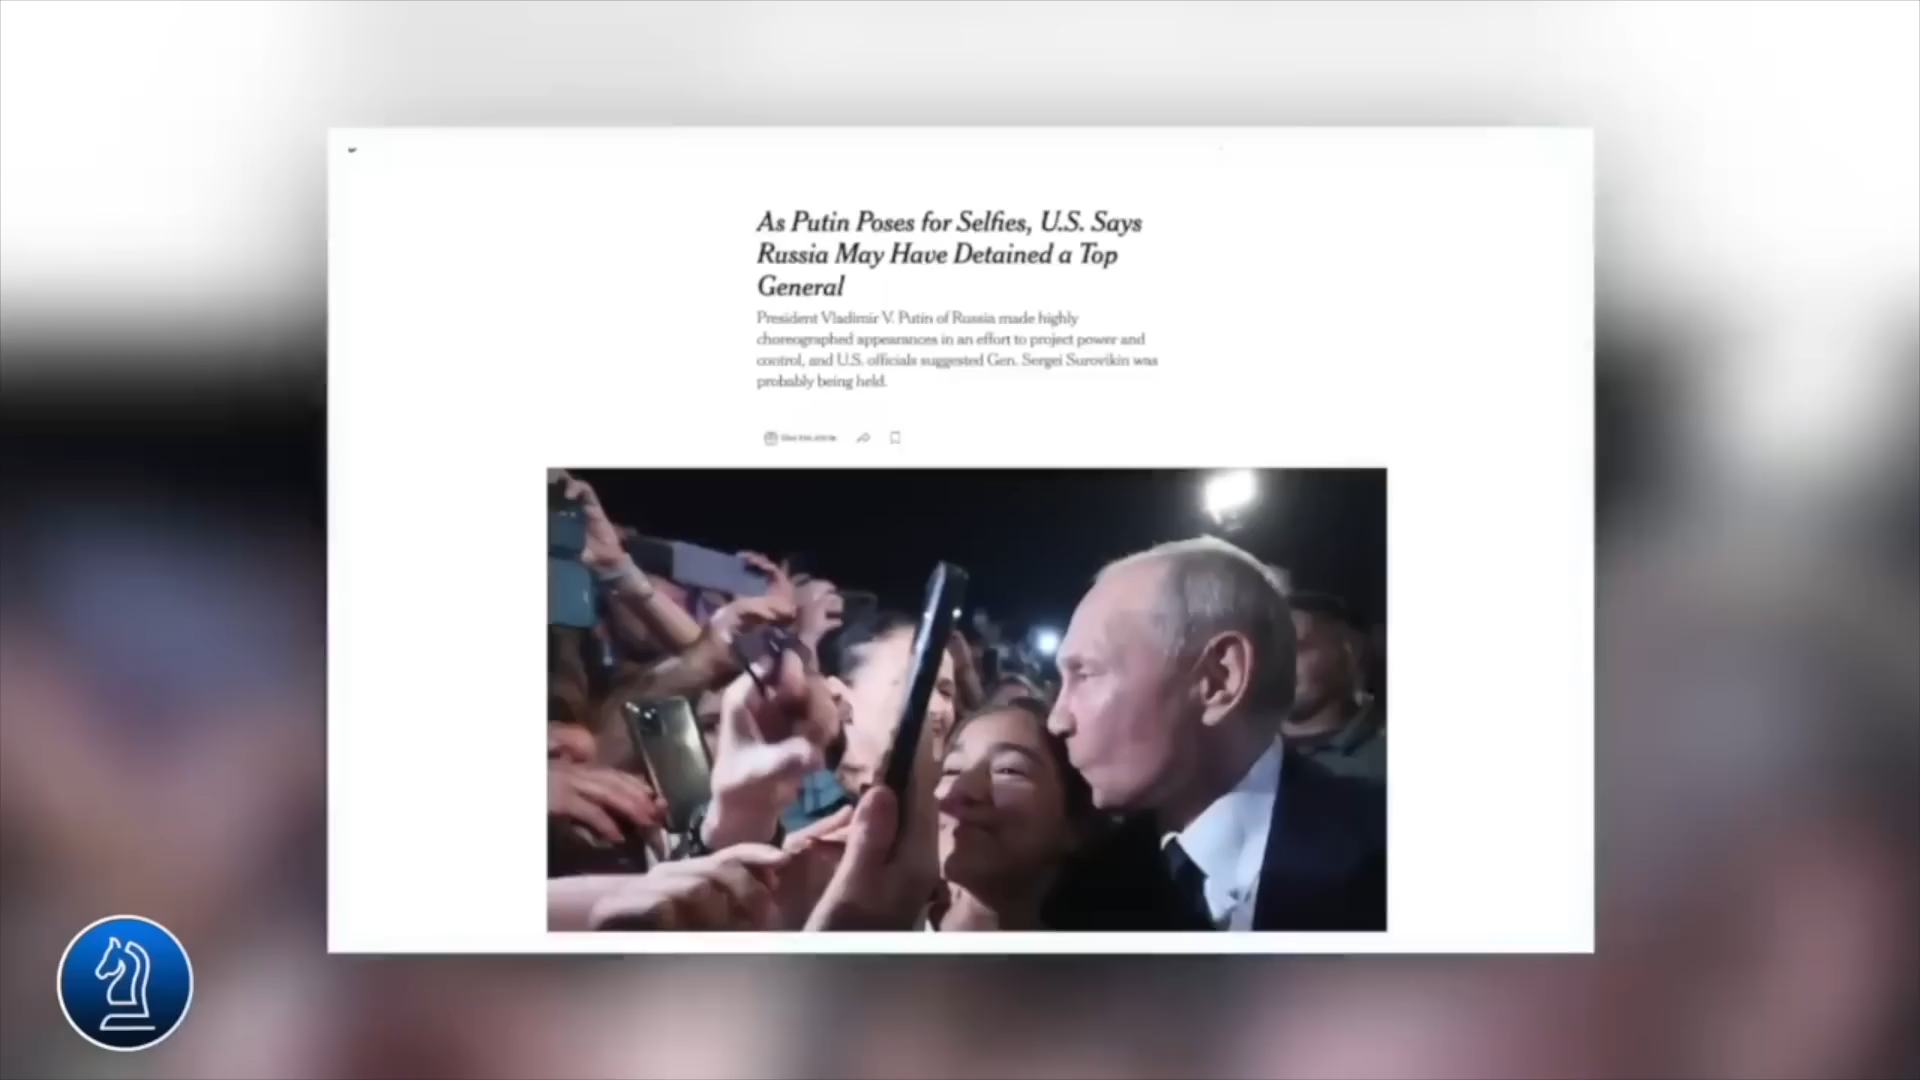 As Putin Poses for Selfies, U.S. Says
Russia May Have Detained a Top
General
President Vladimir V. Putin of Russia made highly
choreographed appearances in an effort to project power and
control, and U.S. officials suggested Gen. Sergei Surovikin was
probably being held.